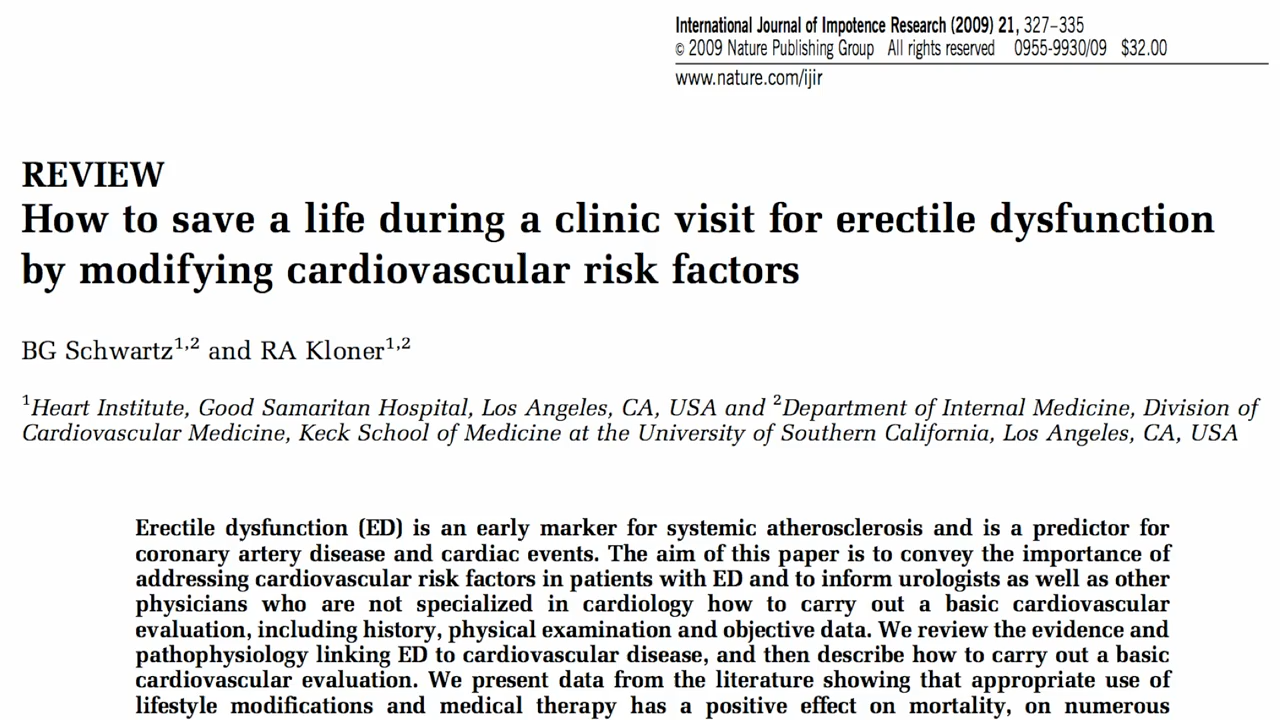 International Journal of Impotence Research (2009) 21, 327–335
© 2009 Nature Publishing Group All rights reserved 0955-9930/09 $32.00
www.nature.com/ijir
REVIEW
How to save a life during a clinic visit for erectile dysfunction
by modifying cardiovascular risk factors
BG Schwartz1,2 and RA Kloner1,2
1Heart Institute, Good Samaritan Hospital, Los Angeles, CA, USA and 2Department of Internal Medicine, Division of
Cardiovascular Medicine, Keck School of Medicine at the University of Southern California, Los Angeles, CA, USA
Erectile dysfunction (ED) is an early marker for systemic atherosclerosis and is a predictor for
coronary artery disease and cardiac events. The aim of this paper is to convey the importance of
addressing cardiovascular risk factors in patients with ED and to inform urologists as well as other
physicians who are not specialized in cardiology how to carry out a basic cardiovascular
evaluation, including history, physical examination and objective data. We review the evidence and
pathophysiology linking ED to cardiovascular disease, and then describe how to carry out a basic
cardiovascular evaluation. We present data from the literature showing that appropriate use of
lifestyle modifications and medical therapy has a positive effect on mortality, on numerous